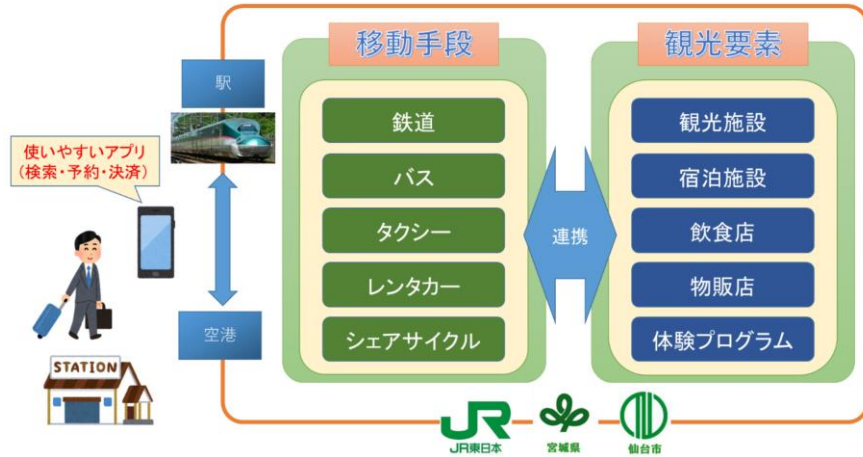 移動手段
観光要素
駅
鉄道
バス
タクシー
レンタカー
シェアサイクル
連携
観光施設
宿泊施設
飲食店
物販店
体験プログラム
使いやすいアプリ
(検索・予約・決済)
空港
STATION
JR
JR東日本
宮城県
仙台市